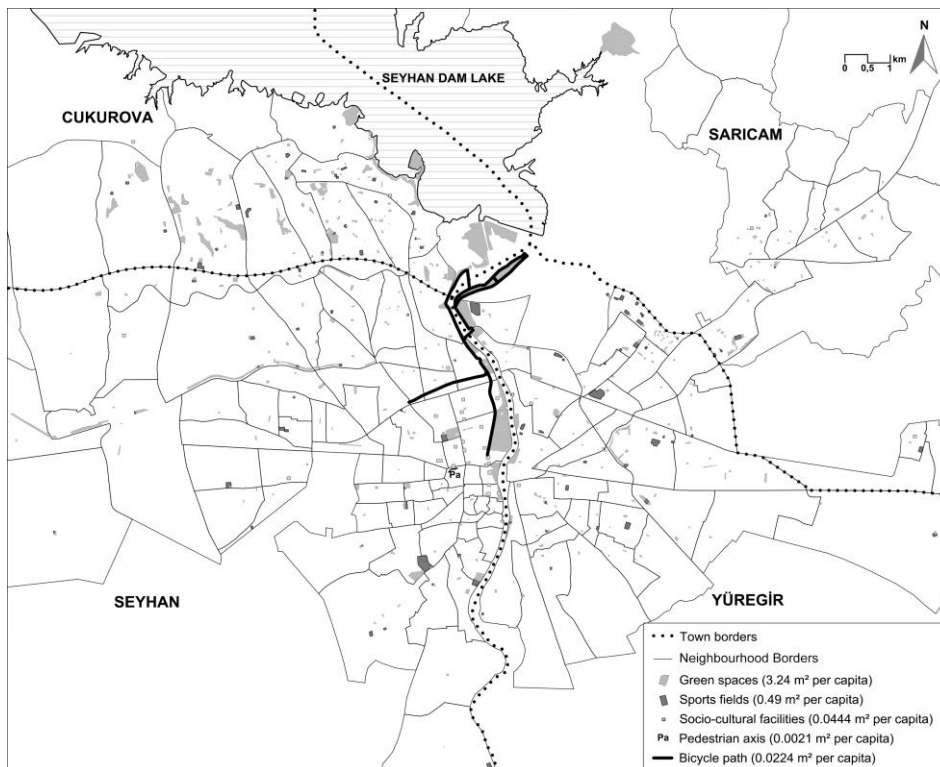 N
SEYHAN DAM LAKE
0 0,5 1 km
CUKUROVA
SARICAM
Pa
SEYHAN
YÜREGİR
Town borders
Neighbourhood Borders
Green spaces (3.24 m² per capita)
Sports fields (0.49 m² per capita)
Socio-cultural facilities (0.0444 m² per capita)
Pa Pedestrian axis (0.0021 m² per capita)
Bicycle path (0.0224 m² per capita)